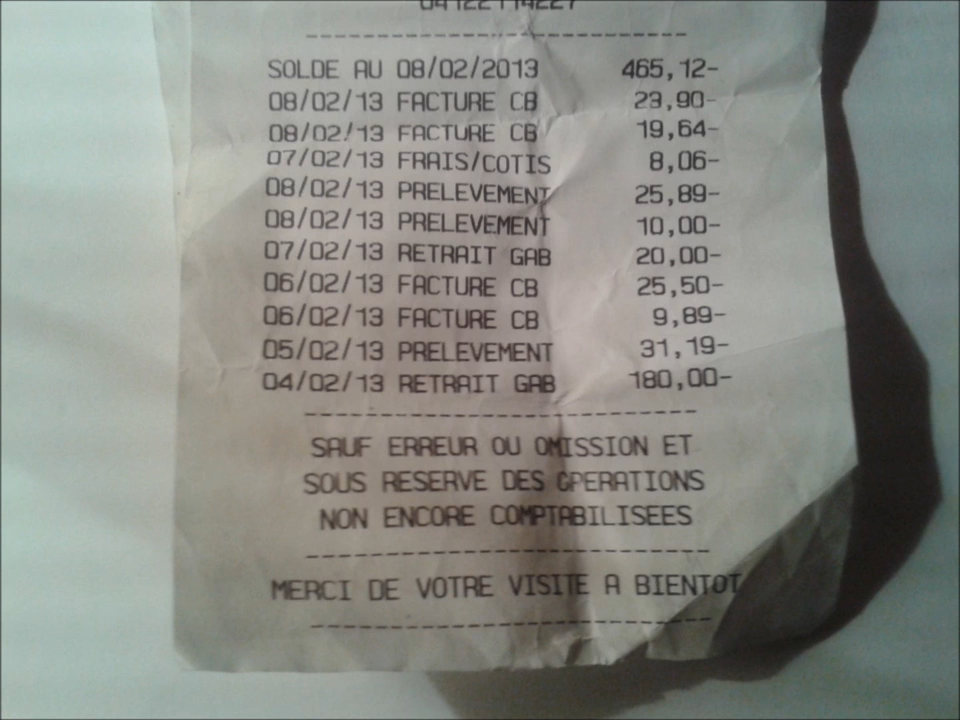 SOLDE AU 08/02/2013 465,12-
08/02/13 FACTURE CB 23,90-
08/02/13 FACTURE CB 19,64-
07/02/13 FRAIS/COTIS 8,06-
08/02/13 PRELEVEMENT 25,89-
08/02/13 PRELEVEMENT 10,00-
07/02/13 RETRAIT GAB 20,00-
06/02/13 FACTURE CB 25,50-
06/02/13 FACTURE CB 9,89-
05/02/13 PRELEVEMENT 31,19-
04/02/13 RETRAIT GAB 180,00-
SAUF ERREUR OU OMISSION ET
SOUS RESERVE DES OPERATIONS
NON ENCORE COMPTABILISEES
MERCI DE VOTRE VISITE A BIENTOT